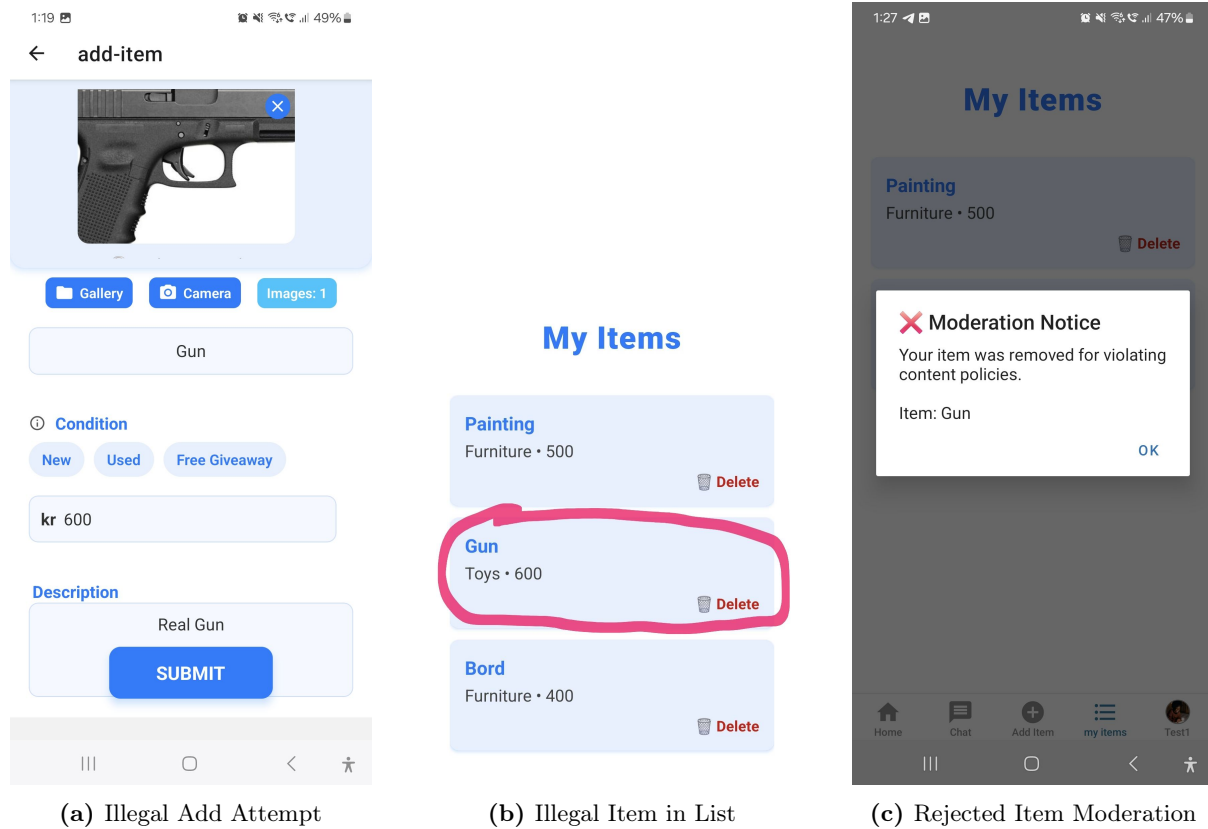 1:19 49%
add-item
Gallery
Camera
Images: 1
Gun
Condition
New
Used
Free Giveaway
kr 600
Description
Real Gun
SUBMIT
(a) Illegal Add Attempt
My Items
Painting
Furniture • 500
Delete
Gun
Toys • 600
Delete
Bord
Furniture • 400
Delete
(b) Illegal Item in List
1:27 47%
My Items
Painting
Furniture • 500
Delete
Moderation Notice
Your item was removed for violating
content policies.
Item: Gun
OK
Home
Chat
Add Item
my items
Test1
(c) Rejected Item Moderation